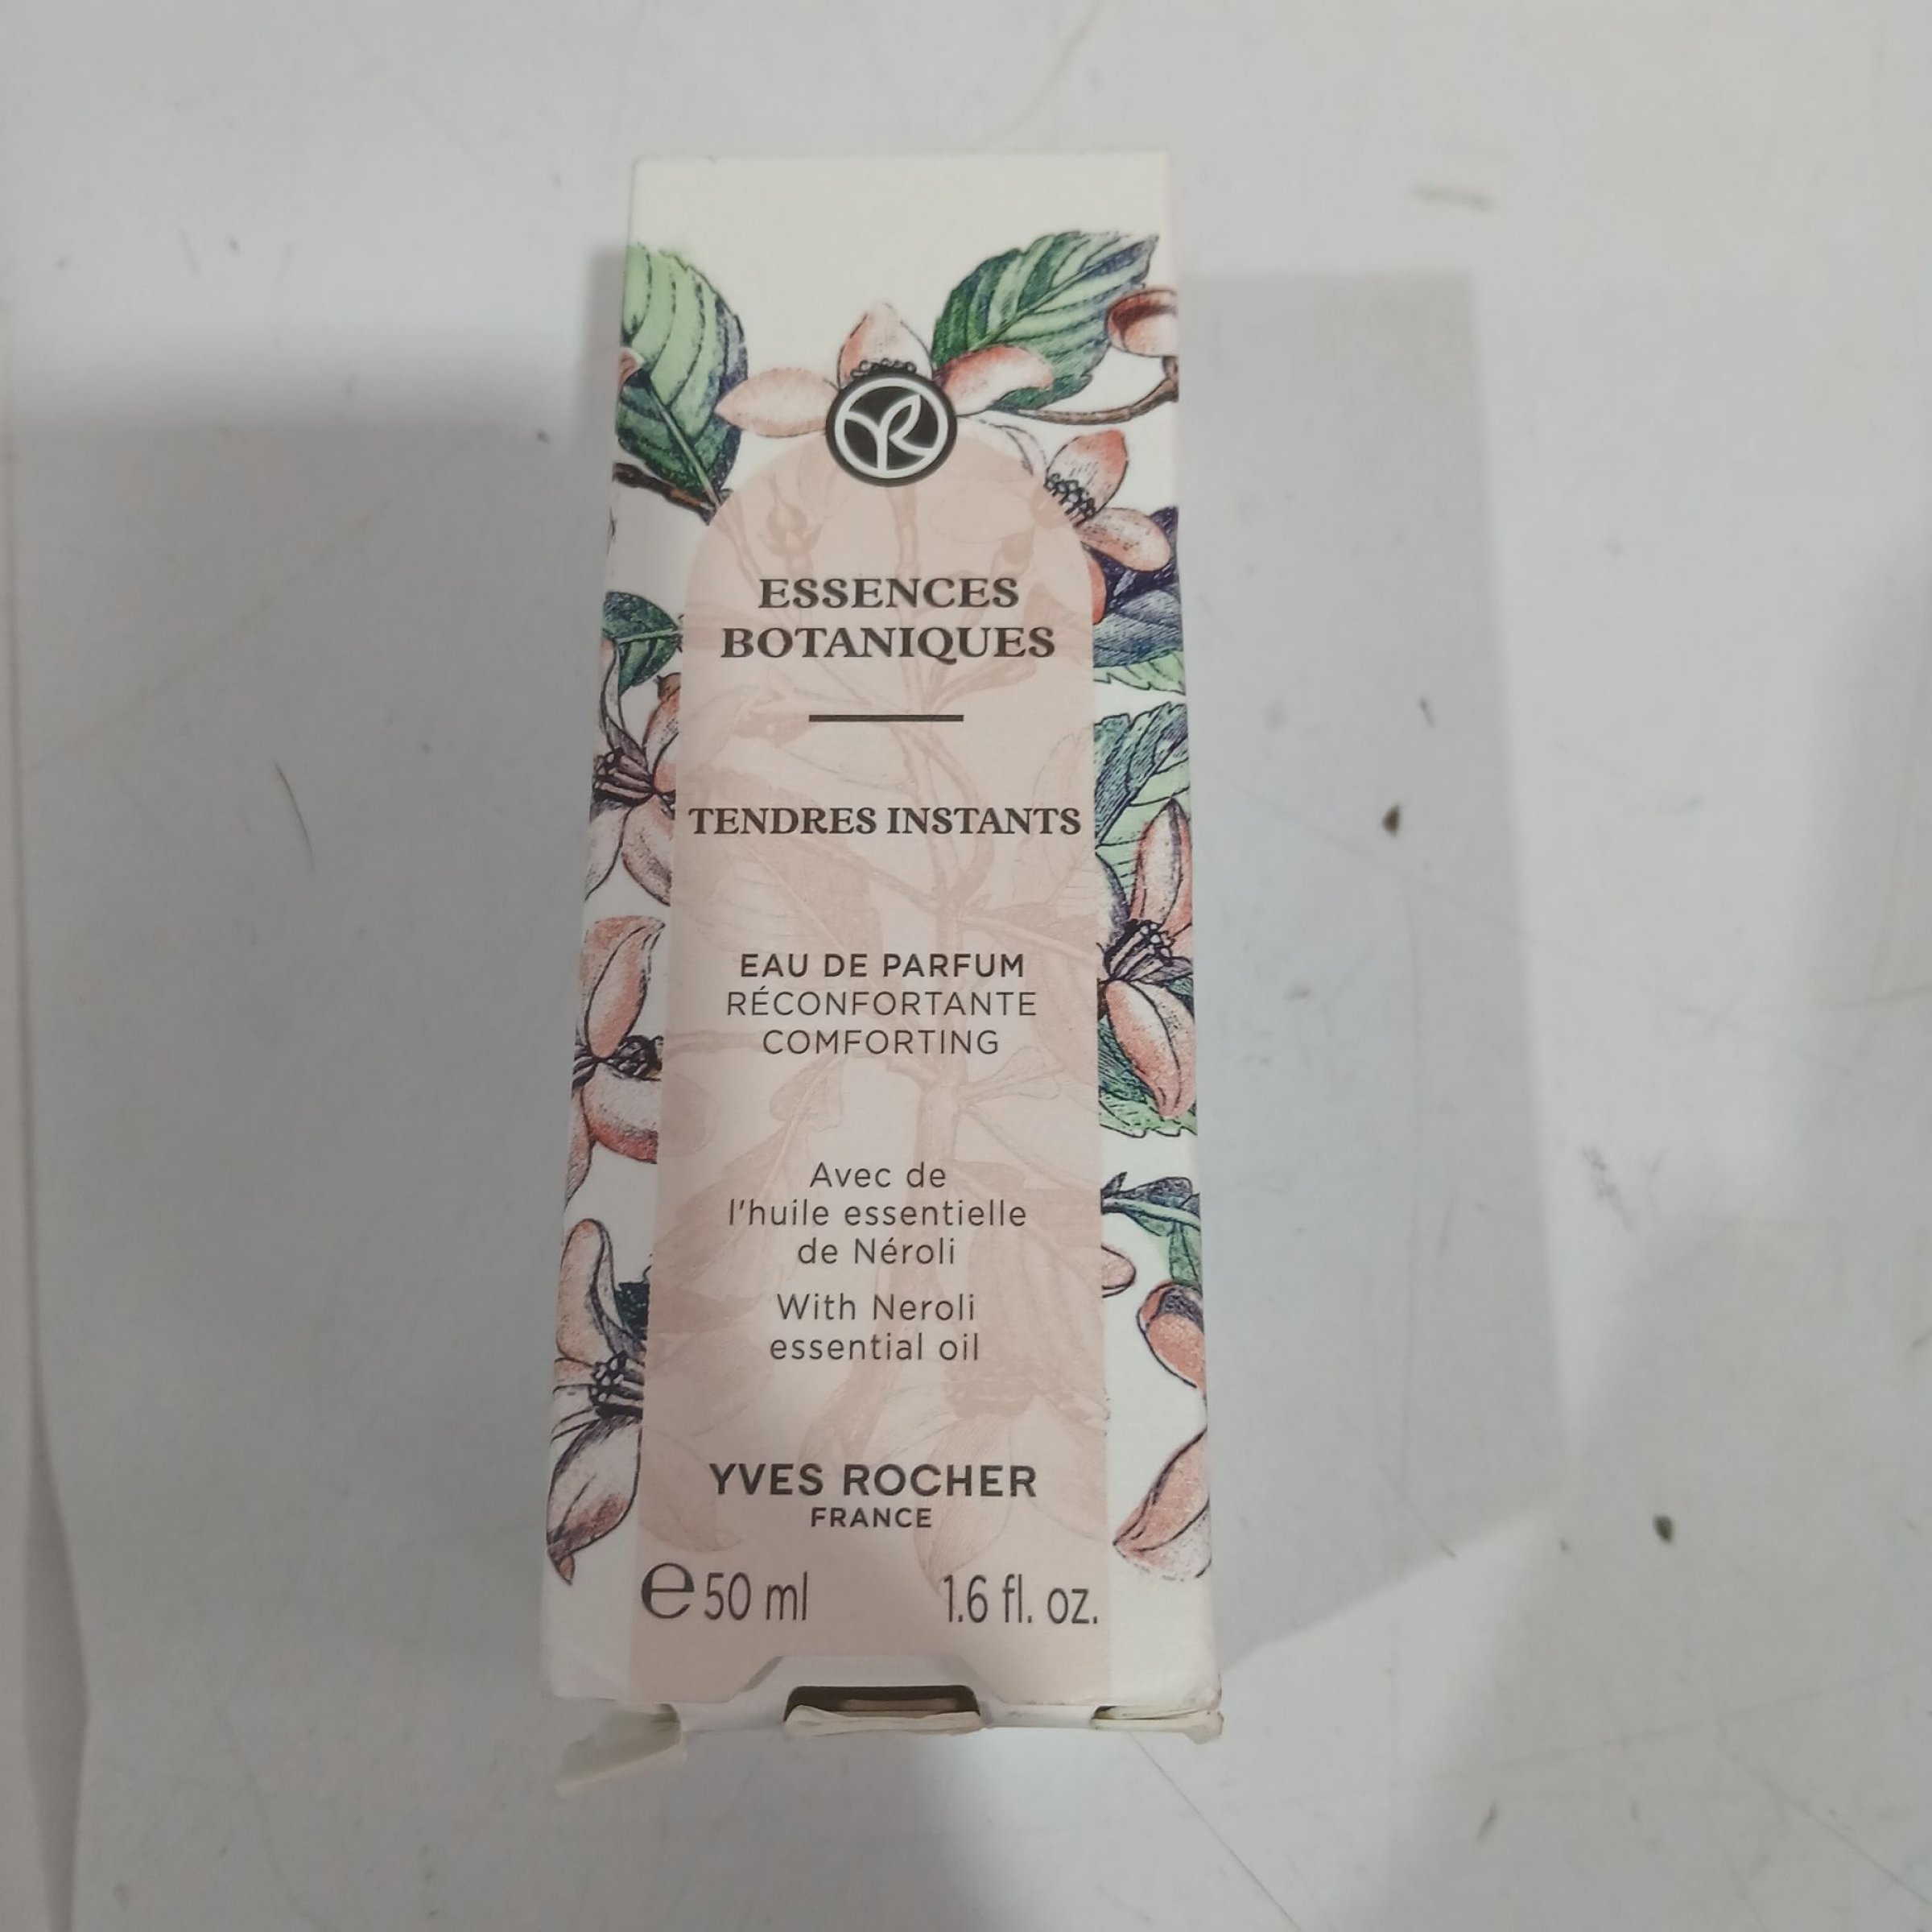 ESSENCES
BOTANIQUES
TENDRES INSTANTS
EAU DE PARFUM
RÉCONFORTANTE
COMFORTING
Avec de
l'huile essentielle
de Néroli
With Neroli
essential oil
YVES ROCHER
FRANCE
℮ 50 ml 1.6 fl. oz.